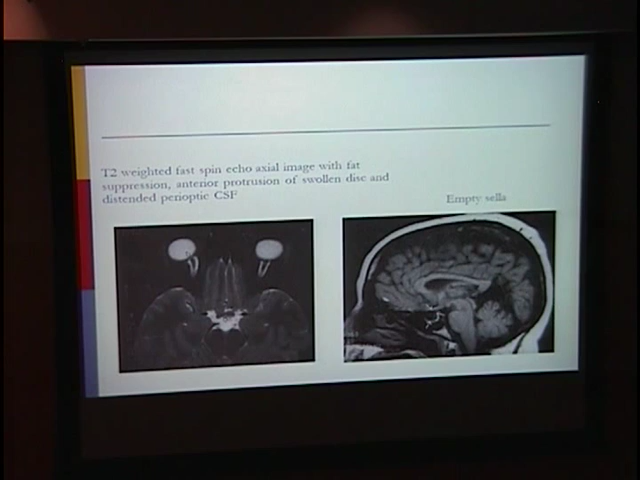 T2 weighted fast spin echo axial image with fat
suppression, anterior protrusion of swollen disc and
distended perioptic CSF
Empty sella